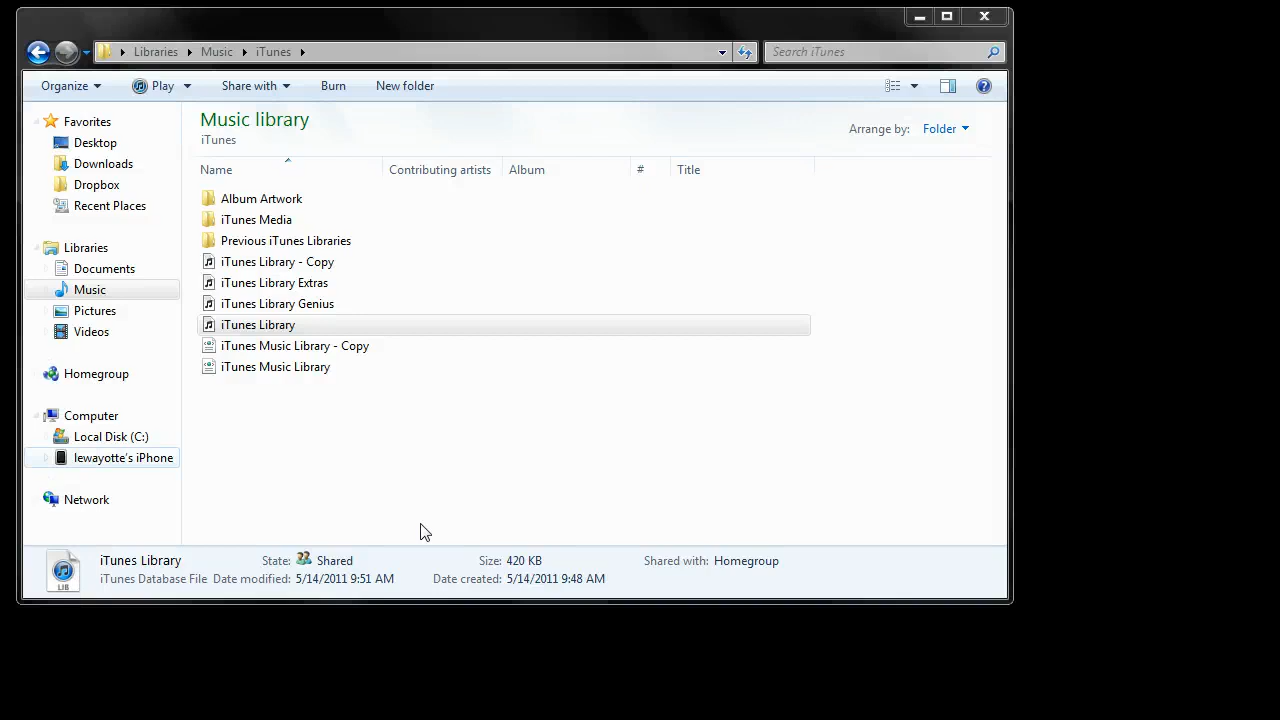 Libraries Music iTunes Search iTunes
Organize Play Share with Burn New folder
Music library
iTunes
Arrange by: Folder
Name Contributing artists Album # Title
Favorites
Desktop
Downloads
Dropbox
Recent Places
Libraries
Documents
Music
Pictures
Videos
Homegroup
Computer
Local Disk (C:)
lewayotte's iPhone
Network
Album Artwork
iTunes Media
Previous iTunes Libraries
iTunes Library - Copy
iTunes Library Extras
iTunes Library Genius
iTunes Library
iTunes Music Library - Copy
iTunes Music Library
LIB
iTunes Library State: Shared Size: 420 KB Shared with: Homegroup
iTunes Database File Date modified: 5/14/2011 9:51 AM Date created: 5/14/2011 9:48 AM